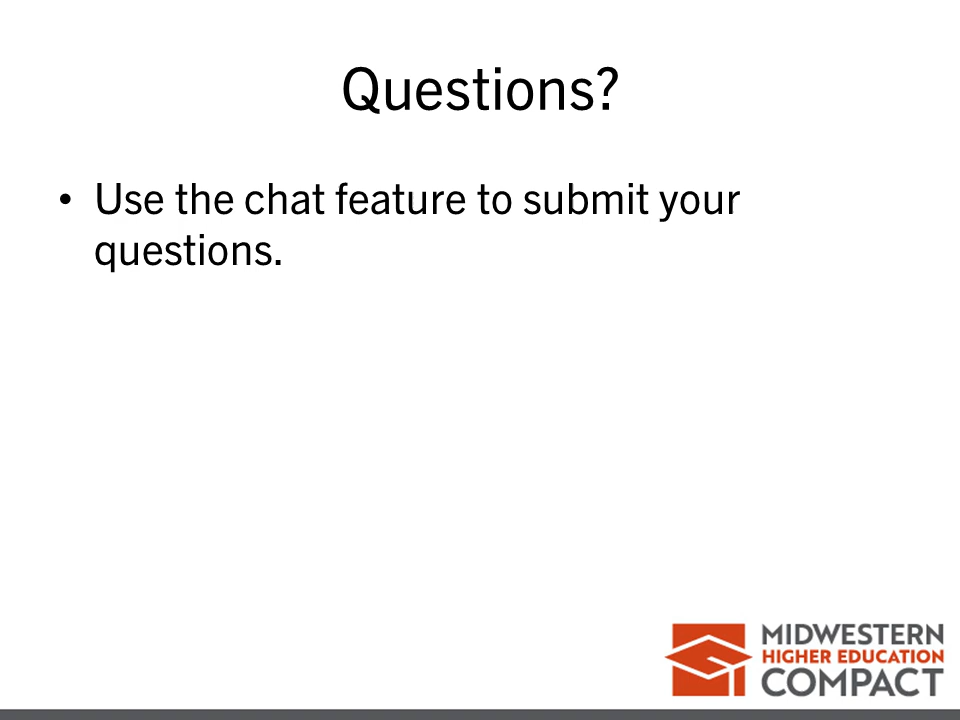 Questions?
• Use the chat feature to submit your
questions.
MIDWESTERN
HIGHER EDUCATION
COMPACT